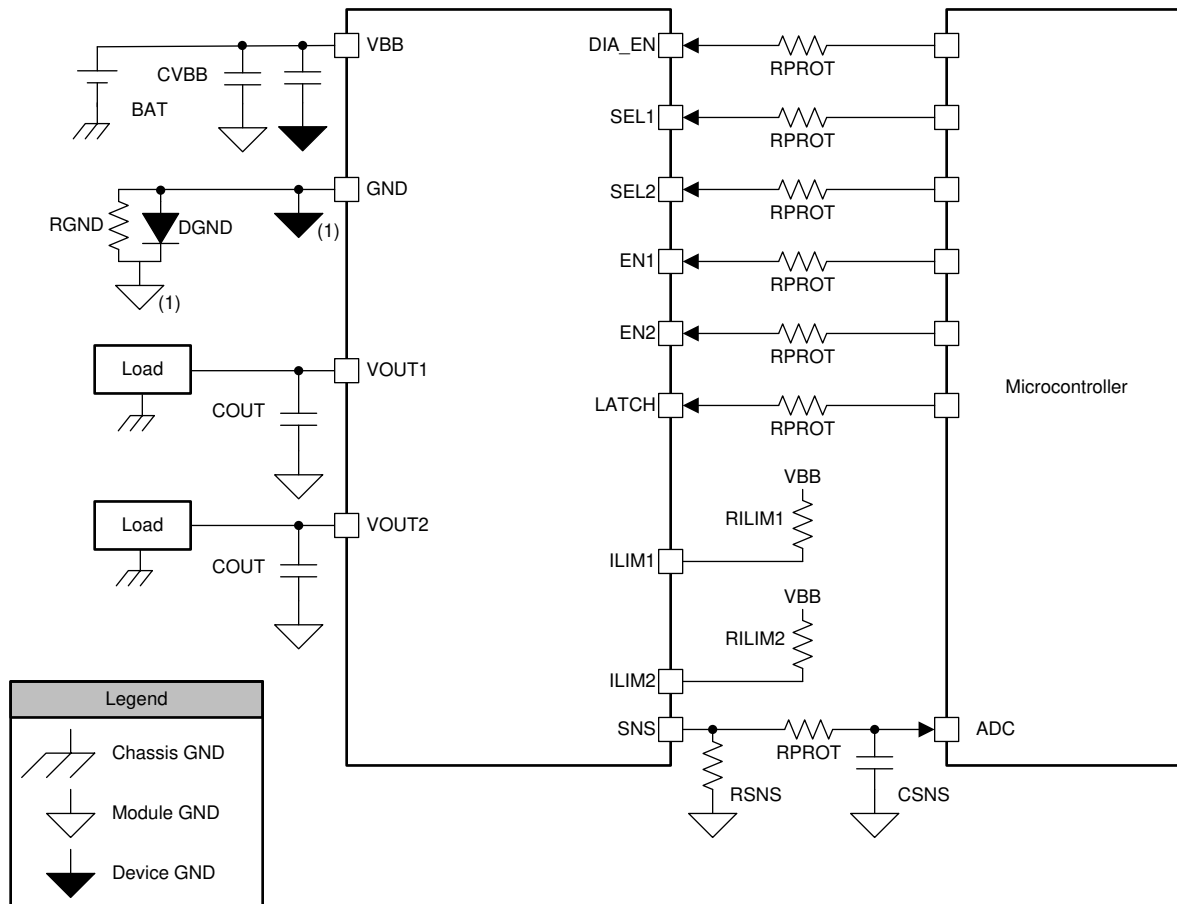 VBB
CVBB
BAT
GND
RGND
DGND
(1)
(1)
Load
VOUT1
COUT
Load
VOUT2
COUT
DIA_EN
RPROT
SEL1
RPROT
SEL2
RPROT
EN1
RPROT
EN2
RPROT
LATCH
RPROT
Microcontroller
VBB
RILIM1
ILIM1
VBB
RILIM2
ILIM2
SNS
RPROT
ADC
RSNS
CSNS
Legend
Chassis GND
Module GND
Device GND